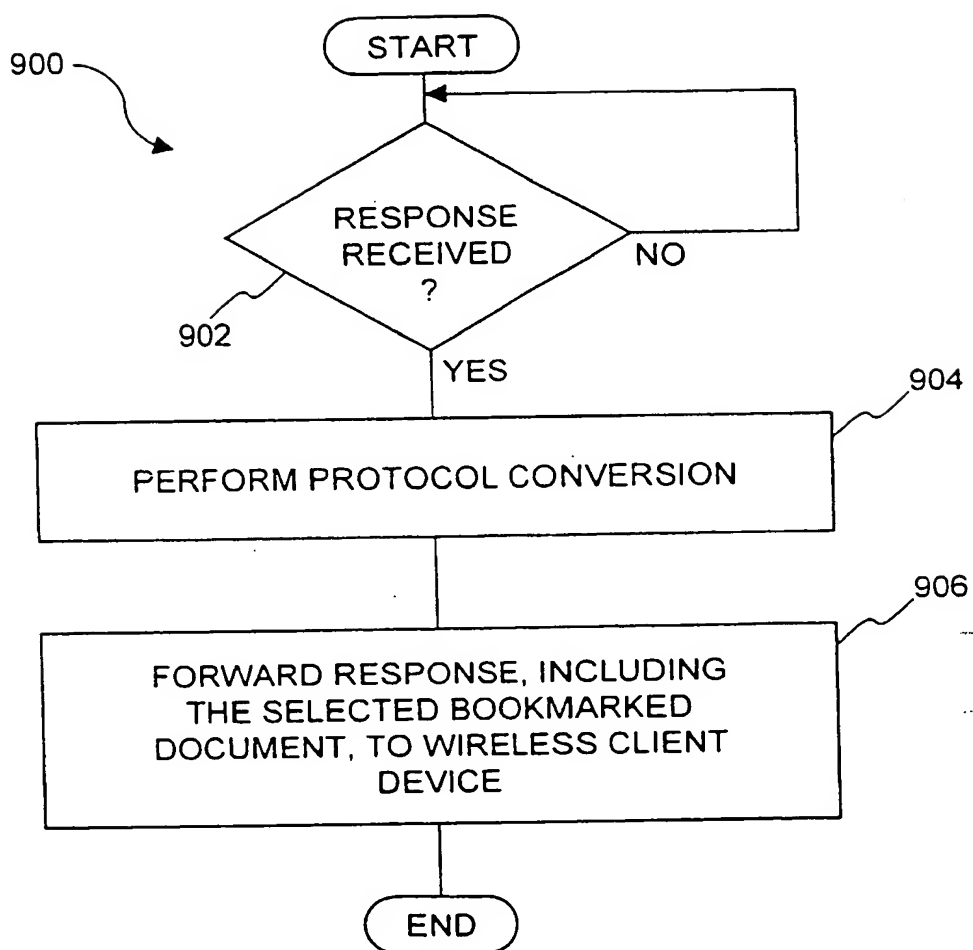 START
900
RESPONSE
RECEIVED
?
NO
902
YES
904
PERFORM PROTOCOL CONVERSION
906
FORWARD RESPONSE, INCLUDING
THE SELECTED BOOKMARKED
DOCUMENT, TO WIRELESS CLIENT
DEVICE
END